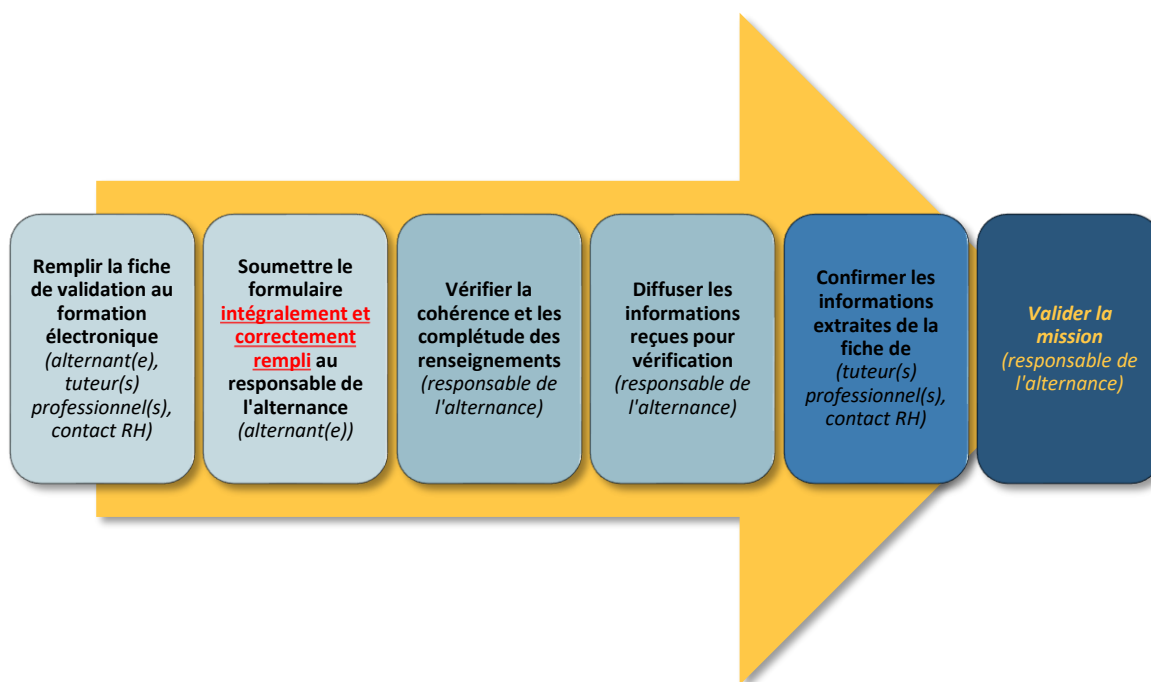 Remplir la fiche
de validation au
formation
électronique
(alternant(e),
tuteur(s)
professionnel(s),
contact RH)
Soumettre le
formulaire
intégralement et
correctement
rempli au
responsable de
l'alternance
(alternant(e))
Vérifier la
cohérence et les
complétude des
renseignements
(responsable de
l'alternance)
Diffuser les
informations
reçues pour
vérification
(responsable de
l'alternance)
Confirmer les
informations
extraites de la
fiche de
(tuteur(s)
professionnel(s),
contact RH)
Valider la
mission
(responsable de
l'alternance)